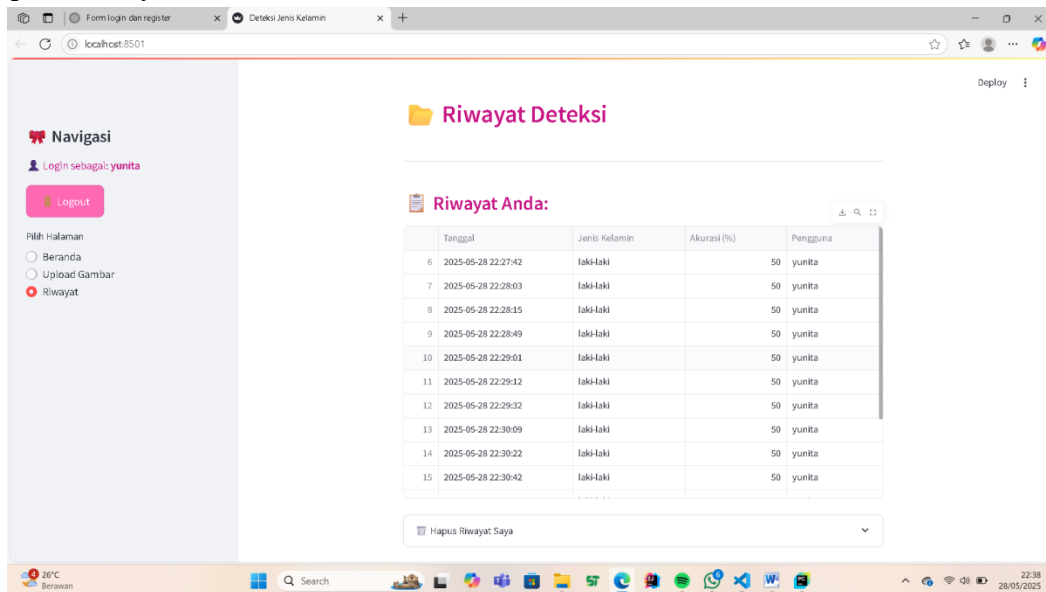 Form login dan register
Deteksi Jenis Kelamin
localhost:8501
Deploy
Navigasi
Login sebagai: yunita
Logout
Pilih Halaman
Beranda
Upload Gambar
Riwayat
Riwayat Deteksi
Riwayat Anda:
Tanggal Jenis Kelamin Akurasi (%) Pengguna
6 2025-05-28 22:27:42 laki-laki 50 yunita
7 2025-05-28 22:28:03 laki-laki 50 yunita
8 2025-05-28 22:28:15 laki-laki 50 yunita
9 2025-05-28 22:28:49 laki-laki 50 yunita
10 2025-05-28 22:29:01 laki-laki 50 yunita
11 2025-05-28 22:29:12 laki-laki 50 yunita
12 2025-05-28 22:29:32 laki-laki 50 yunita
13 2025-05-28 22:30:09 laki-laki 50 yunita
14 2025-05-28 22:30:22 laki-laki 50 yunita
15 2025-05-28 22:30:42 laki-laki 50 yunita
Hapus Riwayat Saya
4
26°C
Berawan
Search
22:38
28/05/2025